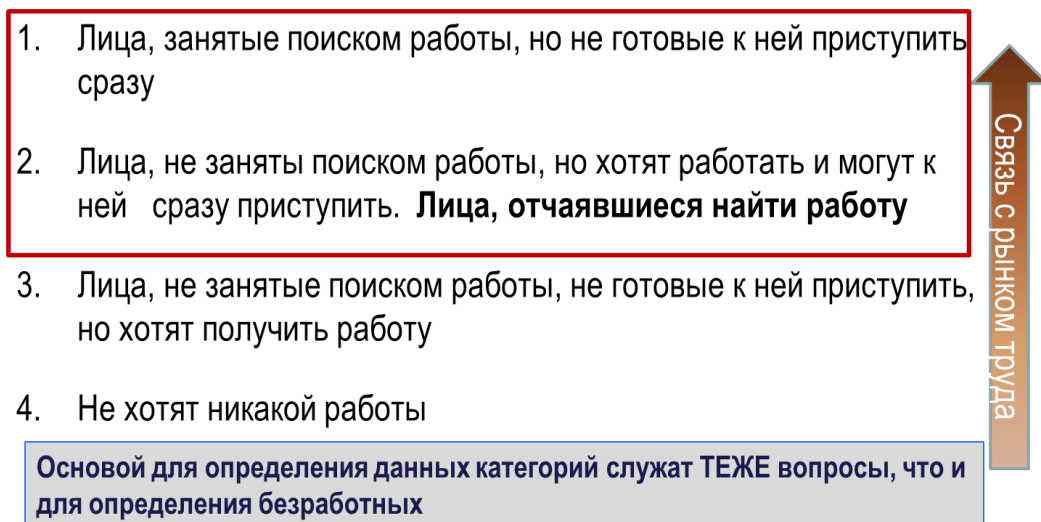 1. Лица, занятые поиском работы, но не готовые к ней приступить
сразу
2. Лица, не заняты поиском работы, но хотят работать и могут к
ней сразу приступить. Лица, отчаявшиеся найти работу
3. Лица, не занятые поиском работы, не готовые к ней приступить,
но хотят получить работу
4. Не хотят никакой работы
Связь с рынком труда
Основой для определения данных категорий служат ТЕЖЕ вопросы, что и
для определения безработных